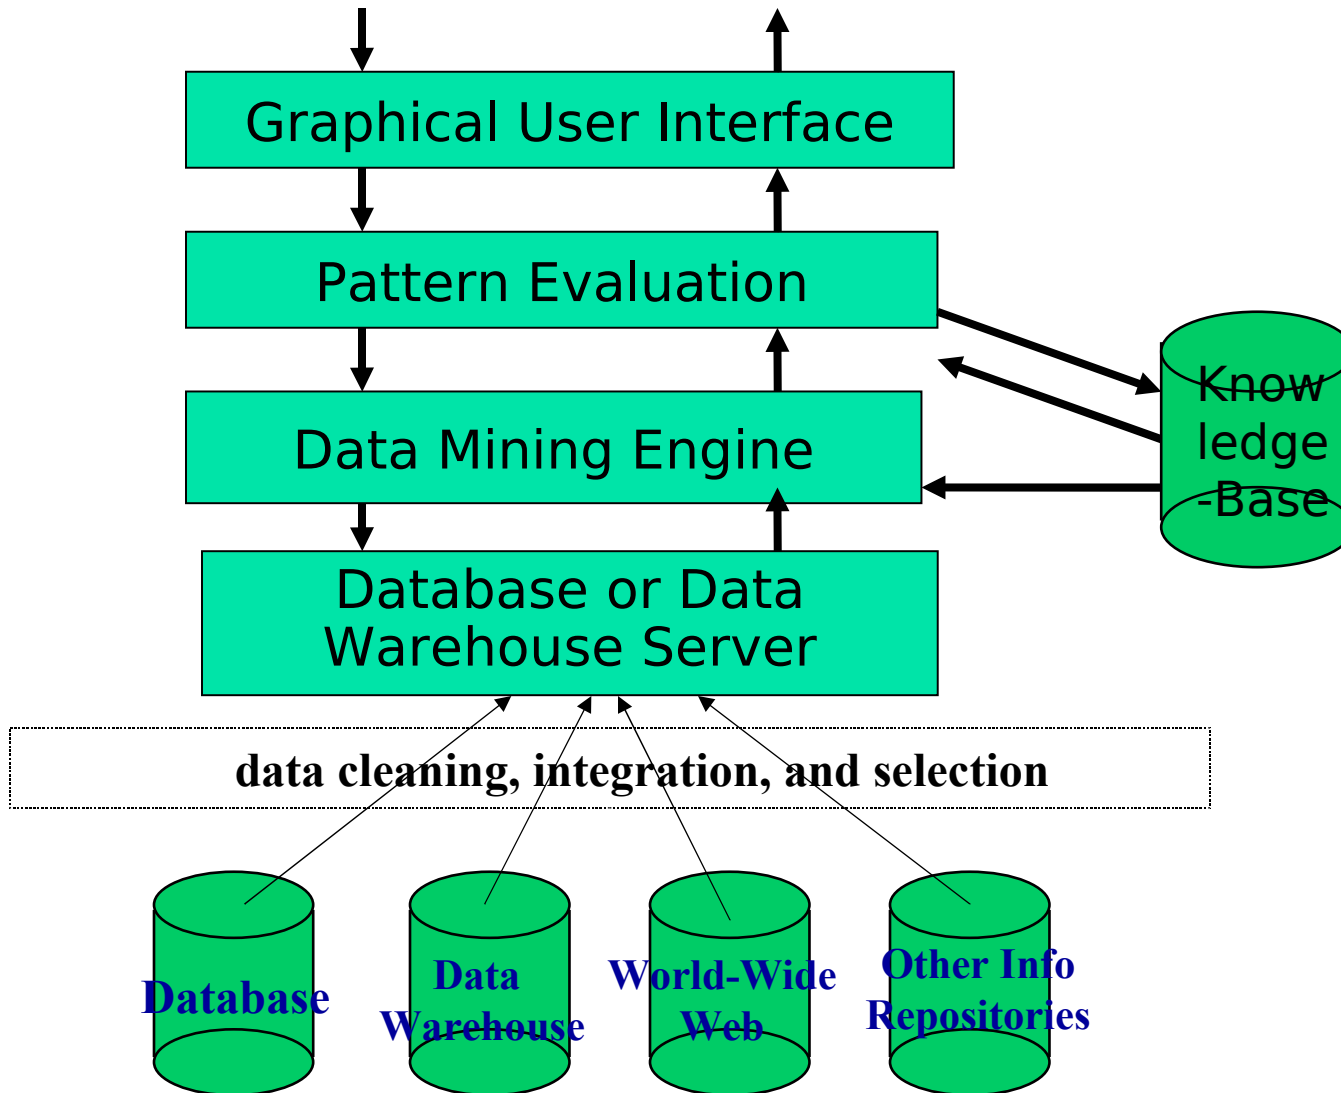 Graphical User Interface
Pattern Evaluation
Data Mining Engine
Know
ledge
-Base
Database or Data
Warehouse Server
data cleaning, integration, and selection
Database
Data
Warehouse
World-Wide
Web
Other Info
Repositories